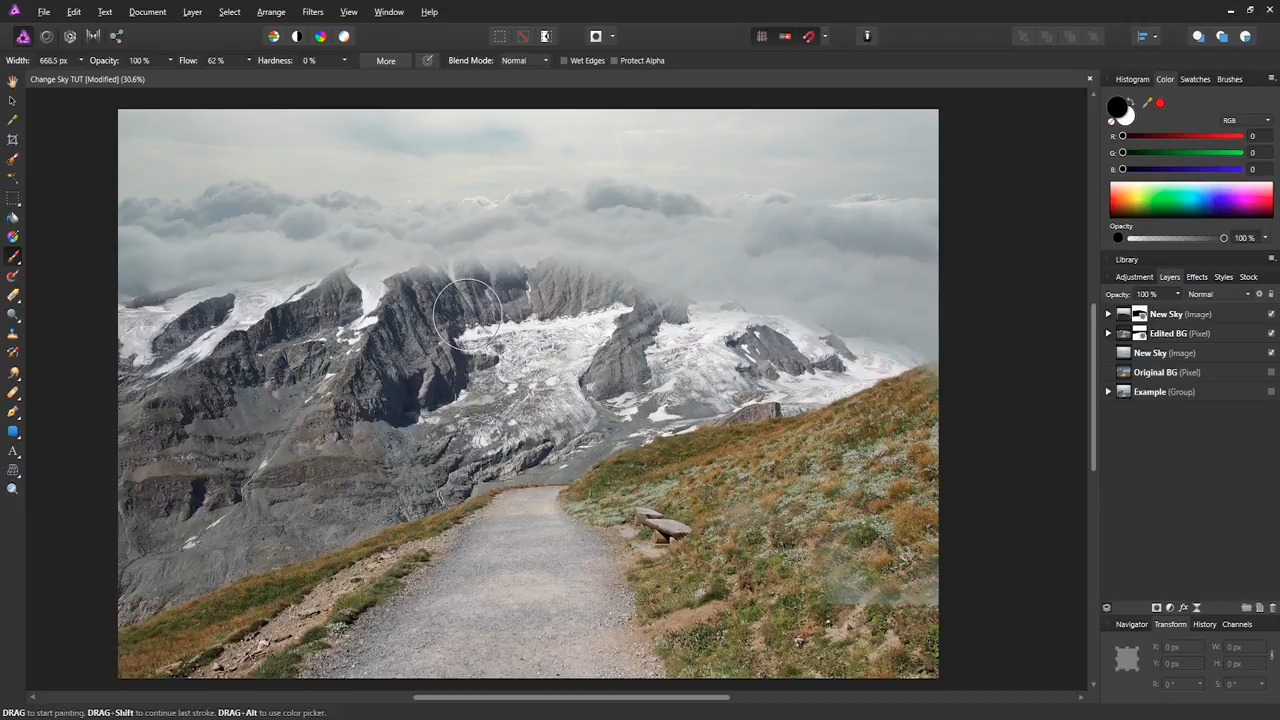 File Edit Text Document Layer Select Arrange Filters View Window Help
Width: 668.5 px Opacity: 100 % Flow: 62 % Hardness: 0 % More Blend Mode: Normal Wet Edges Protect Alpha
Change Sky TUT [Modified] (30.6%)
Histogram Color Swatches Brushes
RGB
R: 0
G: 0
B: 0
Opacity
100 %
Library
Adjustment Layers Effects Styles Stock
Opacity: 100 % Normal
New Sky (Image)
Edited BG (Pixel)
New Sky (Image)
Original BG (Pixel)
Example (Group)
Navigator Transform History Channels
X: 0 px W: 0 px
Y: 0 px H: 0 px
R: 0 ° S: 0 °
DRAG to start painting. DRAG+Shift to continue last stroke. DRAG+Alt to use color picker.